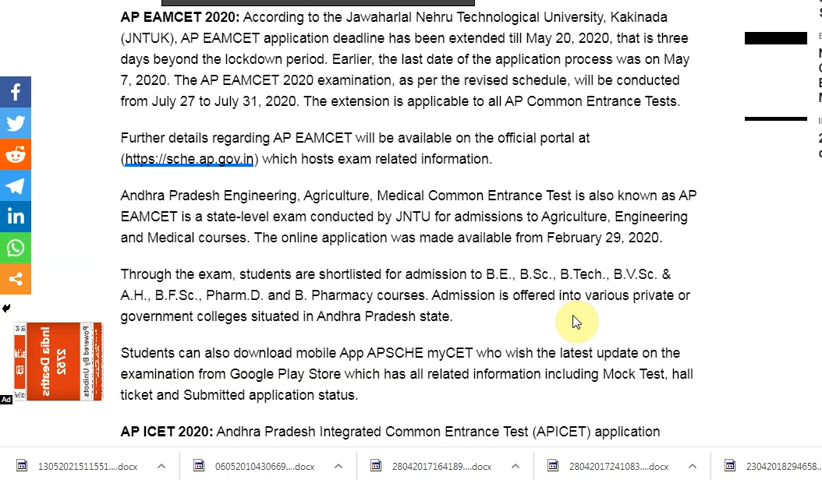 AP EAMCET 2020: According to the Jawaharlal Nehru Technological University, Kakinada
(JNTUK), AP EAMCET application deadline has been extended till May 20, 2020, that is three
days beyond the lockdown period. Earlier, the last date of the application process was on May
7, 2020. The AP EAMCET 2020 examination, as per the revised schedule, will be conducted
from July 27 to July 31, 2020. The extension is applicable to all AP Common Entrance Tests.
Further details regarding AP EAMCET will be available on the official portal at
(https://sche.ap.gov.in) which hosts exam related information.
Andhra Pradesh Engineering, Agriculture, Medical Common Entrance Test is also known as AP
EAMCET is a state-level exam conducted by JNTU for admissions to Agriculture, Engineering
and Medical courses. The online application was made available from February 29, 2020.
Through the exam, students are shortlisted for admission to B.E., B.Sc., B.Tech., B.V.Sc. &
A.H., B.F.Sc., Pharm.D. and B. Pharmacy courses. Admission is offered into various private or
government colleges situated in Andhra Pradesh state.
India Deaths
2752
Powered By Unibots
Ad
Students can also download mobile App APSCHE myCET who wish the latest update on the
examination from Google Play Store which has all related information including Mock Test, hall
ticket and Submitted application status.
AP ICET 2020: Andhra Pradesh Integrated Common Entrance Test (APICET) application
13052021511551....docx
06052010430669....docx
28042017164189....docx
28042017241083....docx
23042018294658...